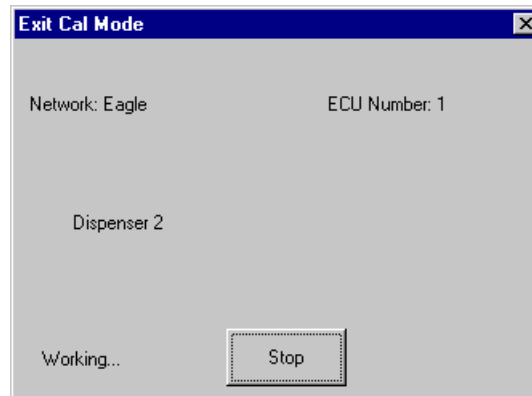 Exit Cal Mode
Network: Eagle ECU Number: 1
Dispenser 2
Working... Stop